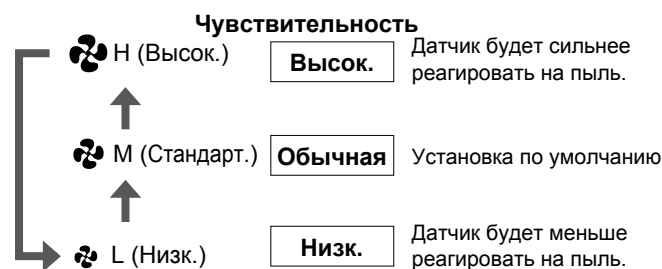 Чувствительность
H (Высок.)
Высок.
Датчик будет сильнее
реагировать на пыль.
M (Стандарт.)
Обычная
Установка по умолчанию
L (Низк.)
Низк.
Датчик будет меньше
реагировать на пыль.